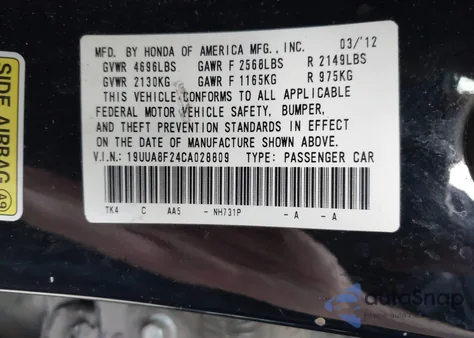 MFD. BY HONDA OF AMERICA MFG., INC. 03/'12
GVWR 4696LBS GAWR F 2568LBS R 2149LBS
GVWR 2130KG GAWR F 1165KG R 975KG
THIS VEHICLE CONFORMS TO ALL APPLICABLE
FEDERAL MOTOR VEHICLE SAFETY, BUMPER,
AND THEFT PREVENTION STANDARDS IN EFFECT
ON THE DATE OF MANUFACTURE SHOWN ABOVE.
V.I.N.: 19UUA8F24CA028809 TYPE: PASSENGER CAR
TK4 C AA5 - NH731P - A - A
SIDE AIRBAG
A9
autoSnap